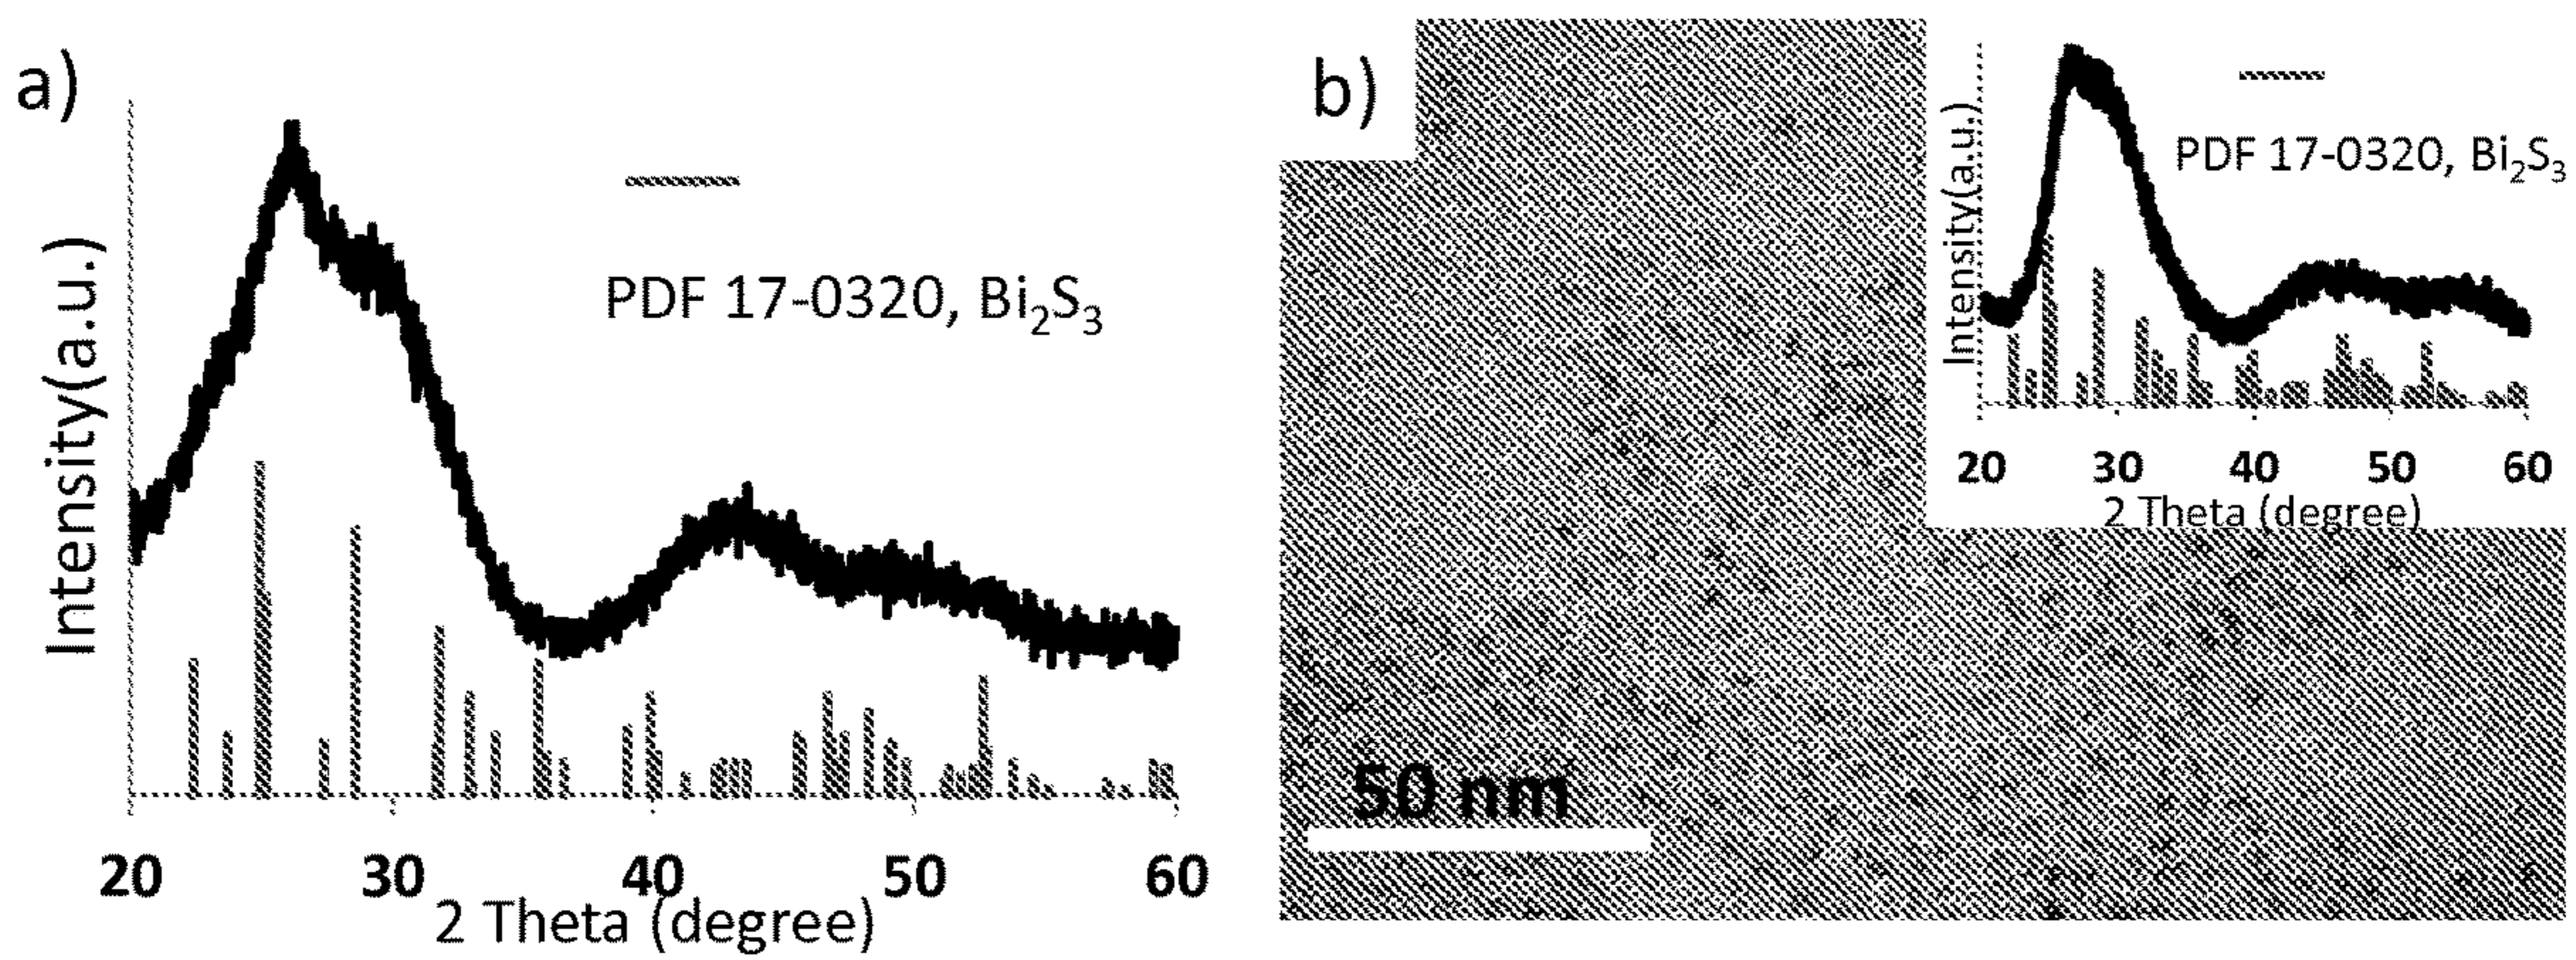 a)
Intensity(a.u.)
PDF 17-0320, Bi₂S₃
20 30 40 50 60
2 Theta (degree)
b)
50 nm
Intensity(a.u.)
PDF 17-0320, Bi₂S₃
20 30 40 50 60
2 Theta (degree)